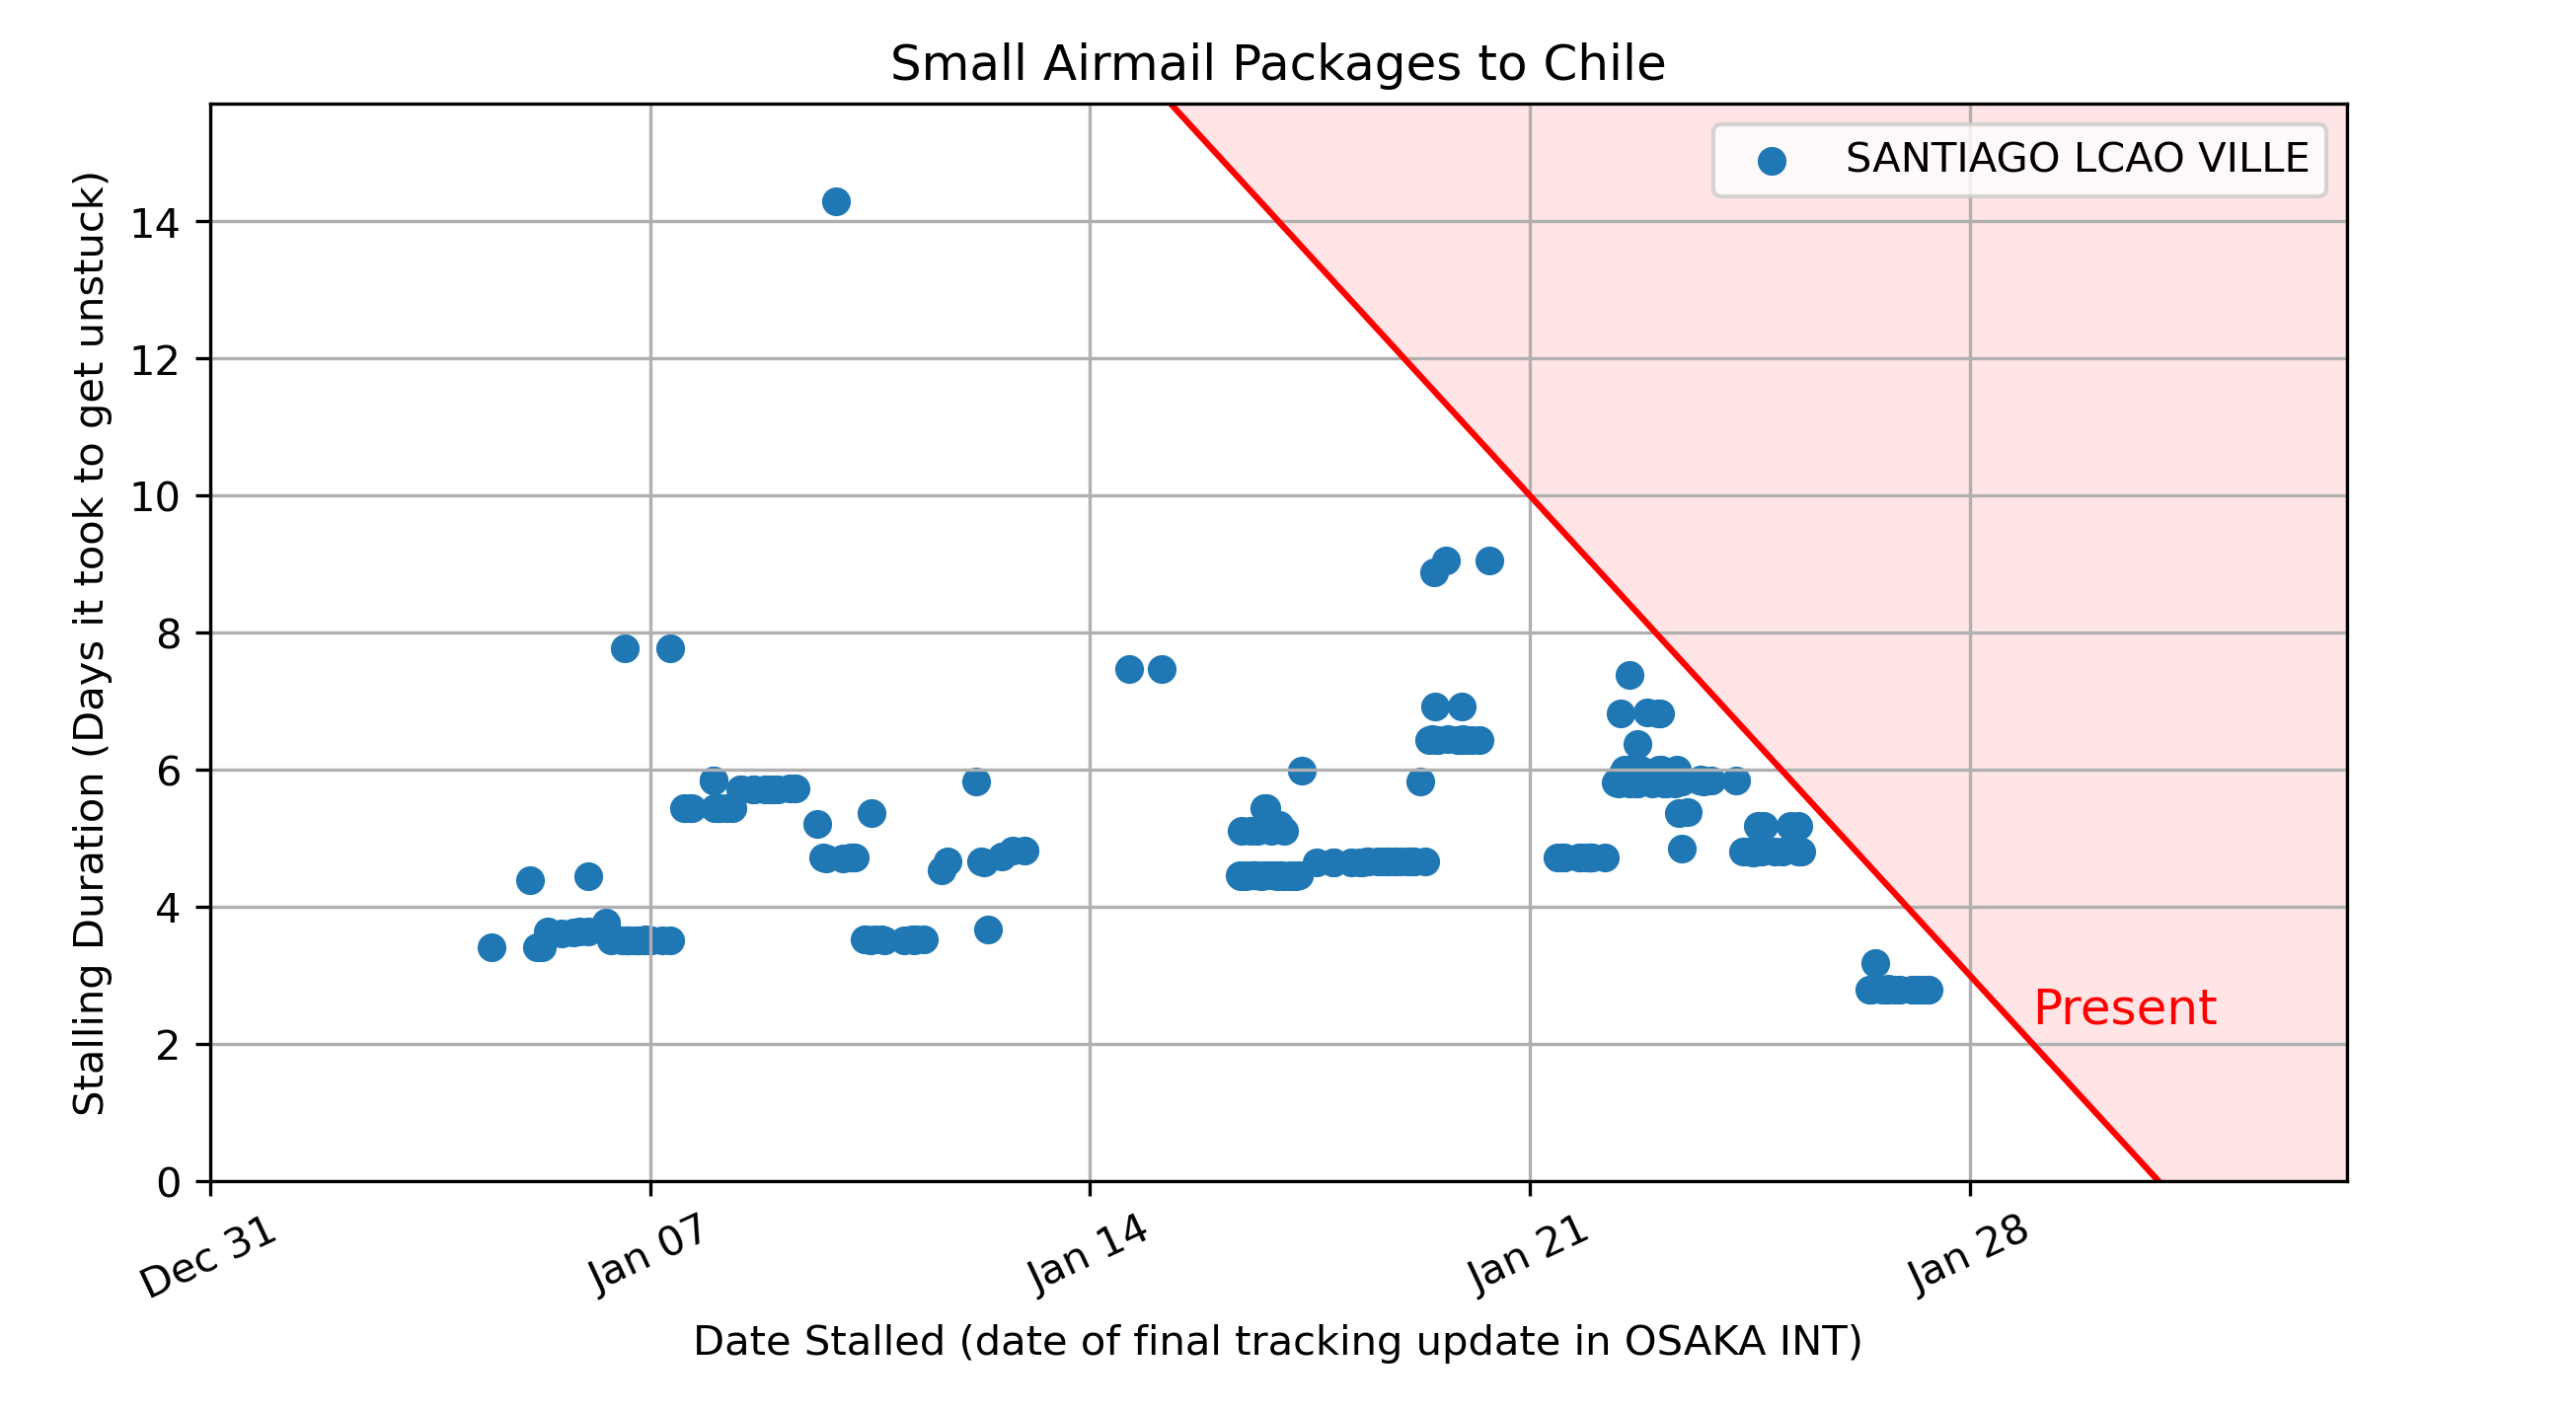 Small Airmail Packages to Chile
SANTIAGO LCAO VILLE
Stalling Duration (Days it took to get unstuck)
14
12
10
8
6
4
2
0
Present
Dec 31
Jan 07
Jan 14
Jan 21
Jan 28
Date Stalled (date of final tracking update in OSAKA INT)